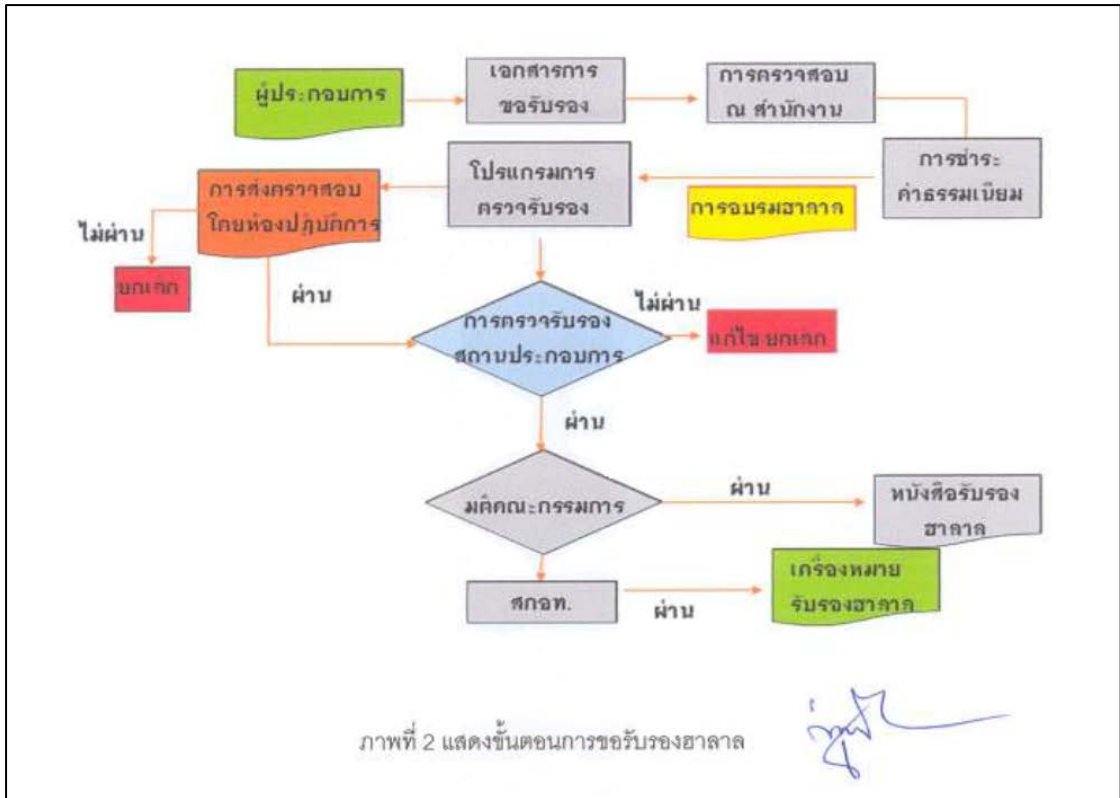 ผู้ประกอบการ
เอกสารการ
ขอรับรอง
การตรวจสอบ
ณ สำนักงาน
การชำระ
ค่าธรรมเนียม
การอบรมฮาลาล
โปรแกรมการ
ตรวจรับรอง
การส่งตรวจสอบ
โดยห้องปฏิบัติการ
ไม่ผ่าน
ยกเลิก
ผ่าน
การตรวจรับรอง
สถานประกอบการ
ไม่ผ่าน
แก้ไข/ยกเลิก
ผ่าน
มติคณะกรรมการ
ผ่าน
หนังสือรับรอง
ฮาลาล
สกอท.
ผ่าน
เครื่องหมาย
รับรองฮาลาล
ภาพที่ 2 แสดงขั้นตอนการขอรับรองฮาลาล